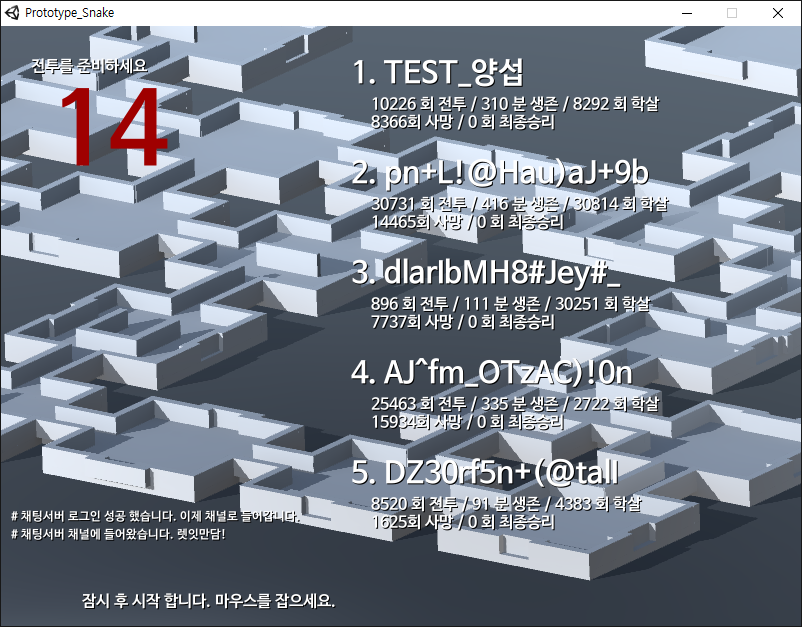 Prototype_Snake
전투를 준비하세요
14
1. TEST_양섭
10226 회 전투 / 310 분 생존 / 8292 회 학살
8366회 사망 / 0 회 최종승리
2. pn+L!@Hau)aJ+9b
30731 회 전투 / 416 분 생존 / 30814 회 학살
14465회 사망 / 0 회 최종승리
3. dlarlbMH8#Jey#_
896 회 전투 / 111 분 생존 / 30251 회 학살
7737회 사망 / 0 회 최종승리
4. AJ^fm_OTzAC)!0n
25463 회 전투 / 335 분 생존 / 2722 회 학살
15934회 사망 / 0 회 최종승리
5. DZ30rf5n+(@tall
8520 회 전투 / 91 분 생존 / 4383 회 학살
1625회 사망 / 0 회 최종승리
# 채팅서버 로그인 성공 했습니다. 이제 채널로 들어갑니다.
# 채팅서버 채널에 들어왔습니다. 렛잇만담!
잠시 후 시작 합니다. 마우스를 잡으세요.